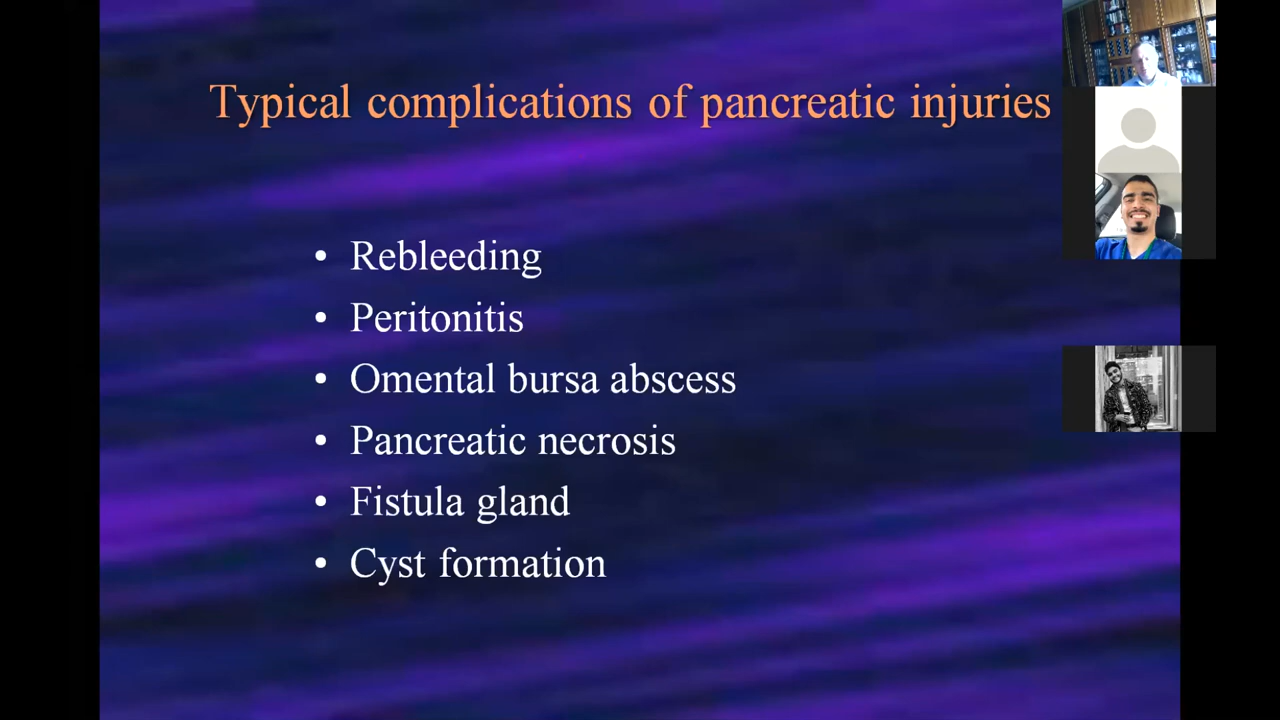 Typical complications of pancreatic injuries
• Rebleeding
• Peritonitis
• Omental bursa abscess
• Pancreatic necrosis
• Fistula gland
• Cyst formation